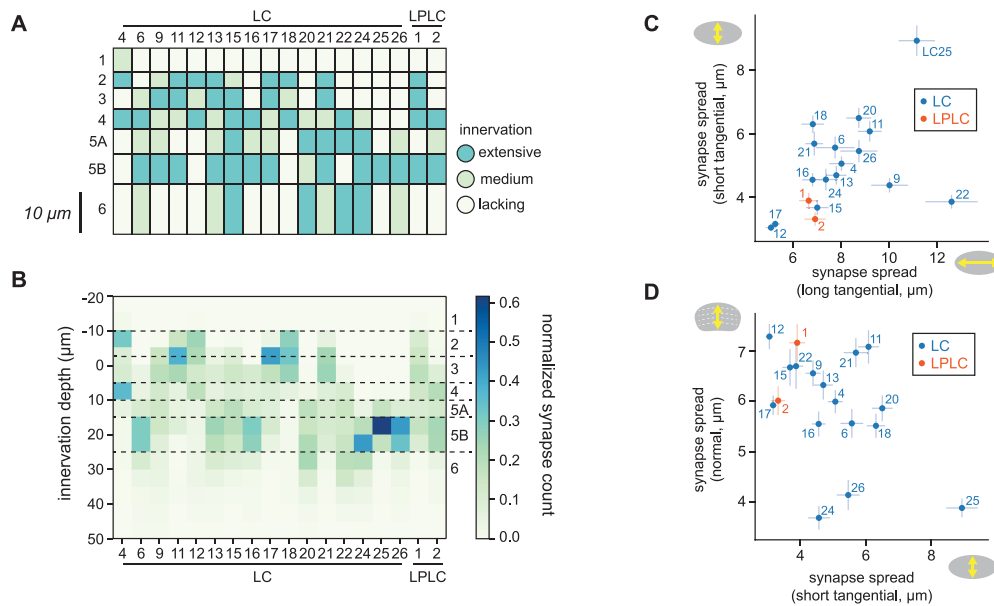 A
LC
LPLC
4 6 9 11 12 13 15 16 17 18 20 21 22 24 25 26 1 2
1
2
3
4
5A
5B
6
10 µm
innervation
extensive
medium
lacking
B
innervation depth (µm)
-20
-10
0
10
20
30
40
50
1
2
3
4
5A
5B
6
4 6 9 11 12 13 15 16 17 18 20 21 22 24 25 26 1 2
LC
LPLC
0.6
0.5
0.4
0.3
0.2
0.1
0.0
normalized synapse count
C
synapse spread
(short tangential, µm)
8
6
4
LC25
LC
LPLC
18
20
11
21
6
26
4
16
13
24
9
22
1
15
2
17
12
6 8 10 12
synapse spread
(long tangential, µm)
D
synapse spread
(normal, µm)
7
6
5
4
LC
LPLC
12
1
11
21
22
15
9
13
4
17
2
20
16
6
18
26
24
25
4 6 8
synapse spread
(short tangential, µm)